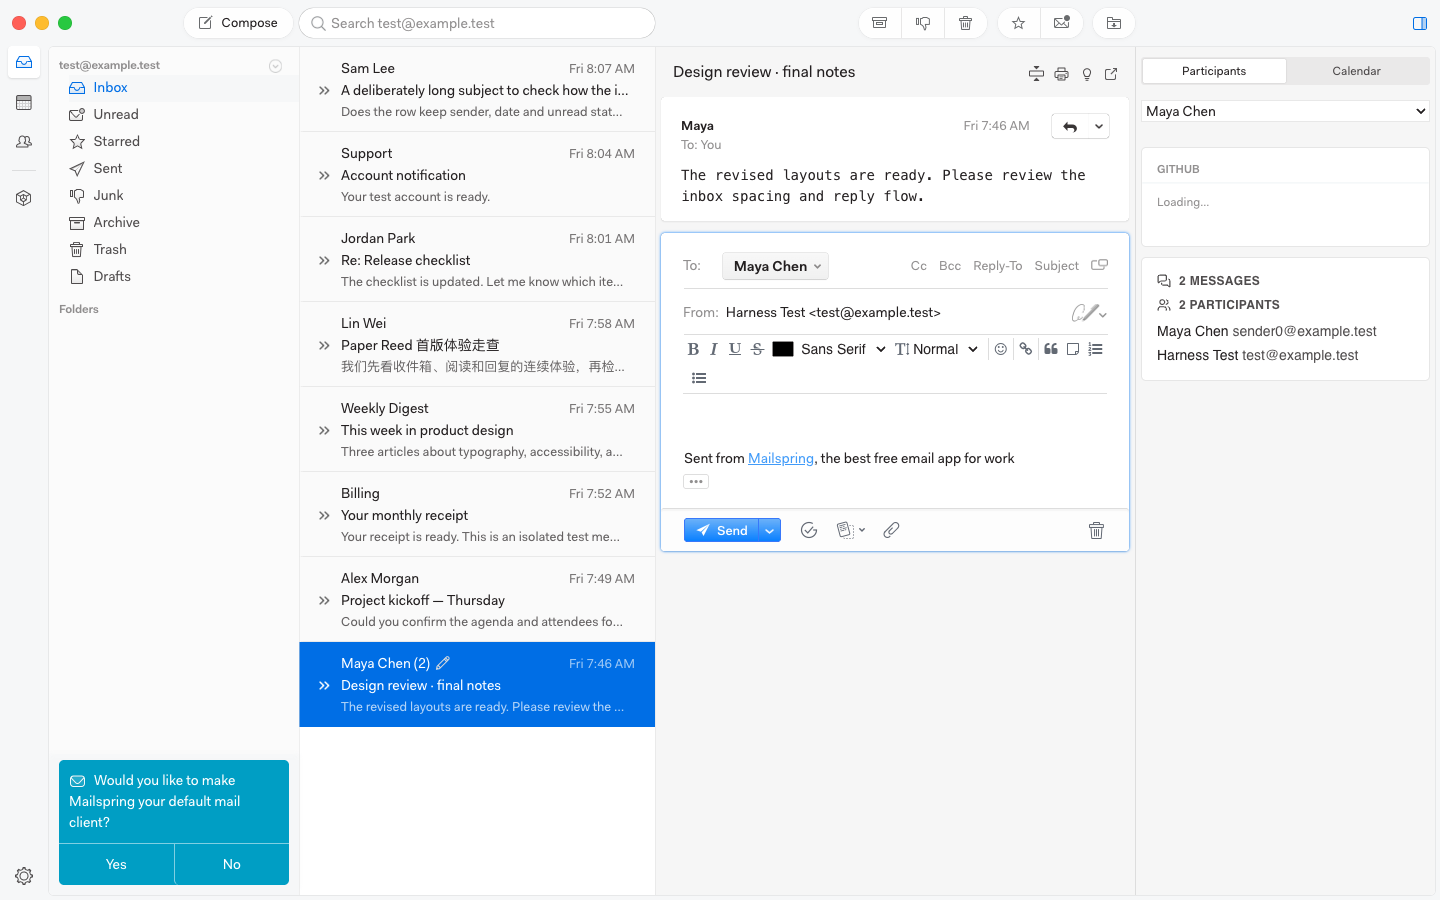 Compose
Search test@example.test
test@example.test
Inbox
Unread
Starred
Sent
Junk
Archive
Trash
Drafts
Folders
Would you like to make
Mailspring your default mail
client?
Yes
No
Sam Lee
Fri 8:07 AM
A deliberately long subject to check how the i...
Does the row keep sender, date and unread stat...
Support
Fri 8:04 AM
Account notification
Your test account is ready.
Jordan Park
Fri 8:01 AM
Re: Release checklist
The checklist is updated. Let me know which ite...
Lin Wei
Fri 7:58 AM
Paper Reed 首版体验走查
我们先看收件箱、阅读和回复的连续体验，再检...
Weekly Digest
Fri 7:55 AM
This week in product design
Three articles about typography, accessibility, a...
Billing
Fri 7:52 AM
Your monthly receipt
Your receipt is ready. This is an isolated test me...
Alex Morgan
Fri 7:49 AM
Project kickoff — Thursday
Could you confirm the agenda and attendees fo...
Maya Chen (2)
Fri 7:46 AM
Design review · final notes
The revised layouts are ready. Please review the ...
Design review · final notes
Maya
Fri 7:46 AM
To: You
The revised layouts are ready. Please review the
inbox spacing and reply flow.
To: Maya Chen
Cc Bcc Reply-To Subject
From: Harness Test <test@example.test>
B I U S Sans Serif Normal
Sent from Mailspring, the best free email app for work
Send
Participants
Calendar
Maya Chen
GITHUB
Loading...
2 MESSAGES
2 PARTICIPANTS
Maya Chen sender0@example.test
Harness Test test@example.test